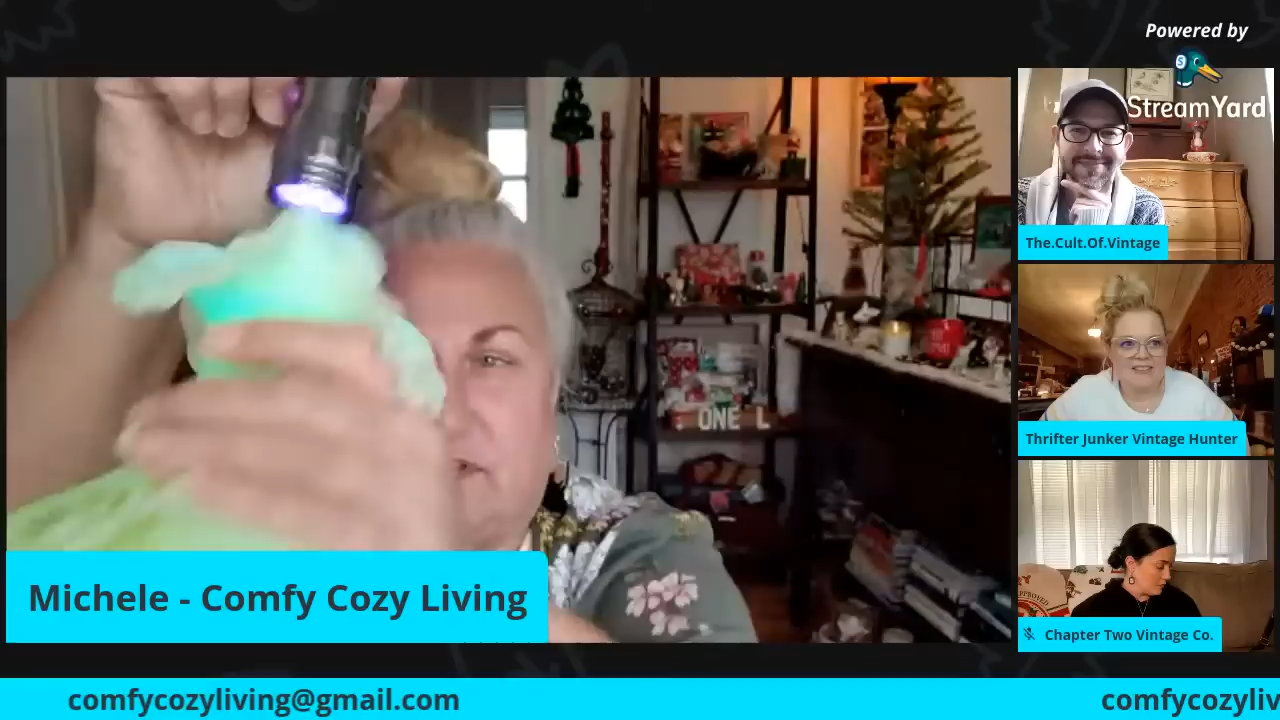 Powered by
StreamYard
The.Cult.Of.Vintage
Thrifter Junker Vintage Hunter
ONE L
APPROVED
Michele - Comfy Cozy Living
Chapter Two Vintage Co.
comfycozyliving@gmail.com
comfycozyliv